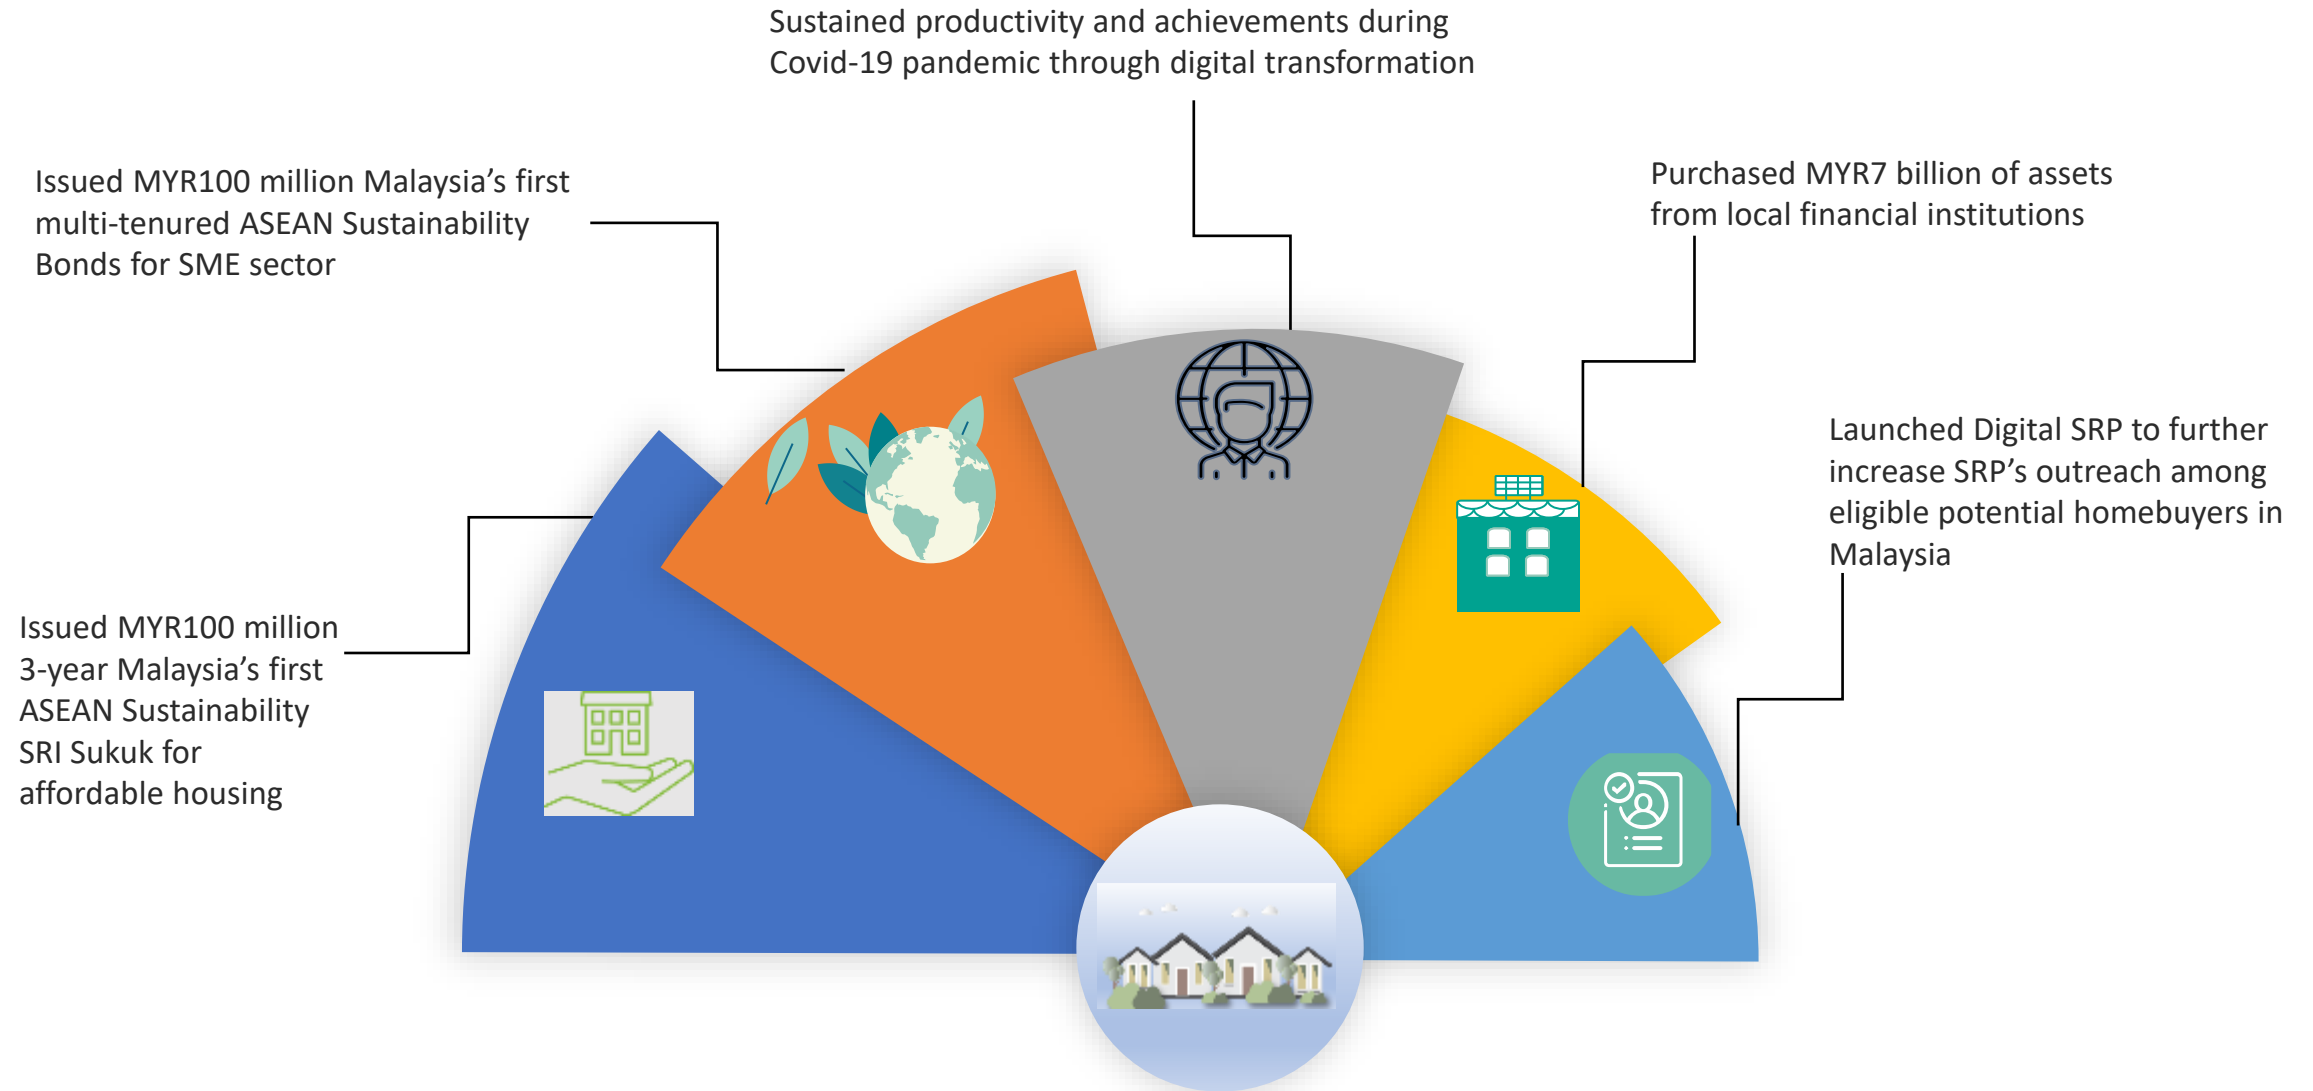 Sustained productivity and achievements during
Covid-19 pandemic through digital transformation
Issued MYR100 million Malaysia’s first
multi-tenured ASEAN Sustainability
Bonds for SME sector
Purchased MYR7 billion of assets
from local financial institutions
Launched Digital SRP to further
increase SRP’s outreach among
eligible potential homebuyers in
Malaysia
Issued MYR100 million
3-year Malaysia’s first
ASEAN Sustainability
SRI Sukuk for
affordable housing